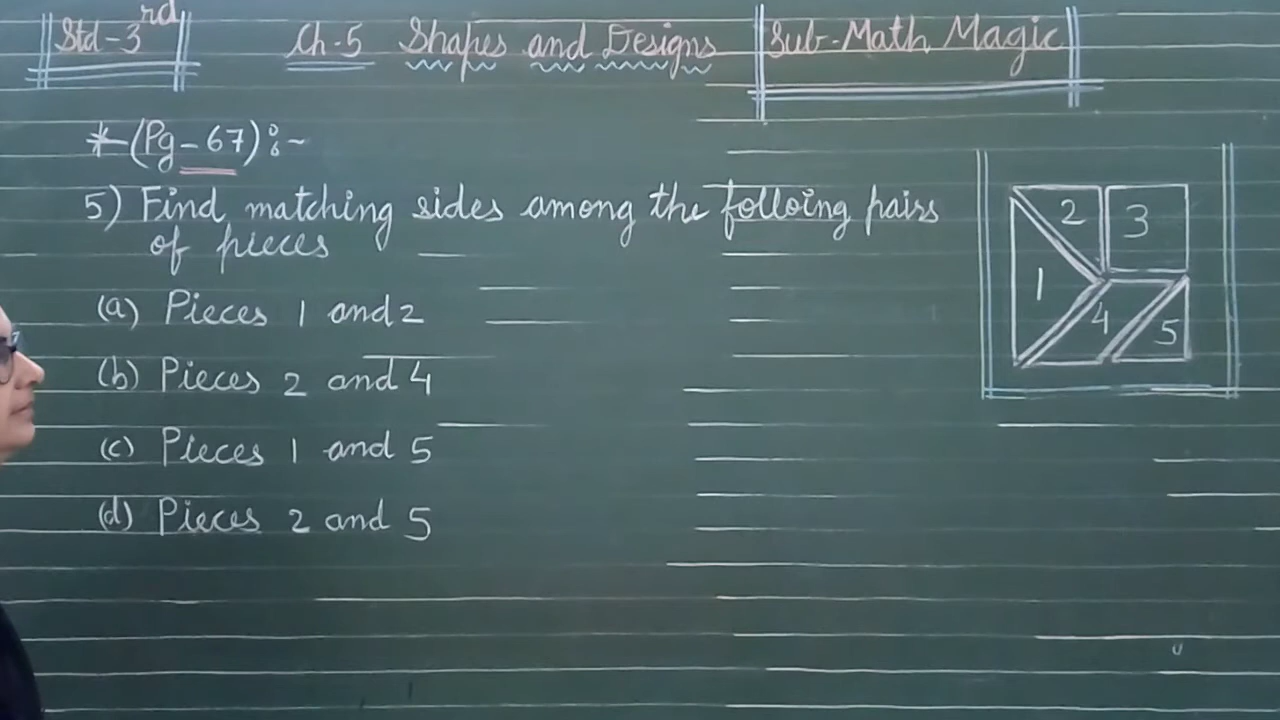 Std-3rd Ch-5 Shapes and Designs Sub-Math Magic
*(Pg-67):-
5) Find matching sides among the folloing pairs
of pieces
(a) Pieces 1 and 2
(b) Pieces 2 and 4
(c) Pieces 1 and 5
(d) Pieces 2 and 5
2 3
1
4 5